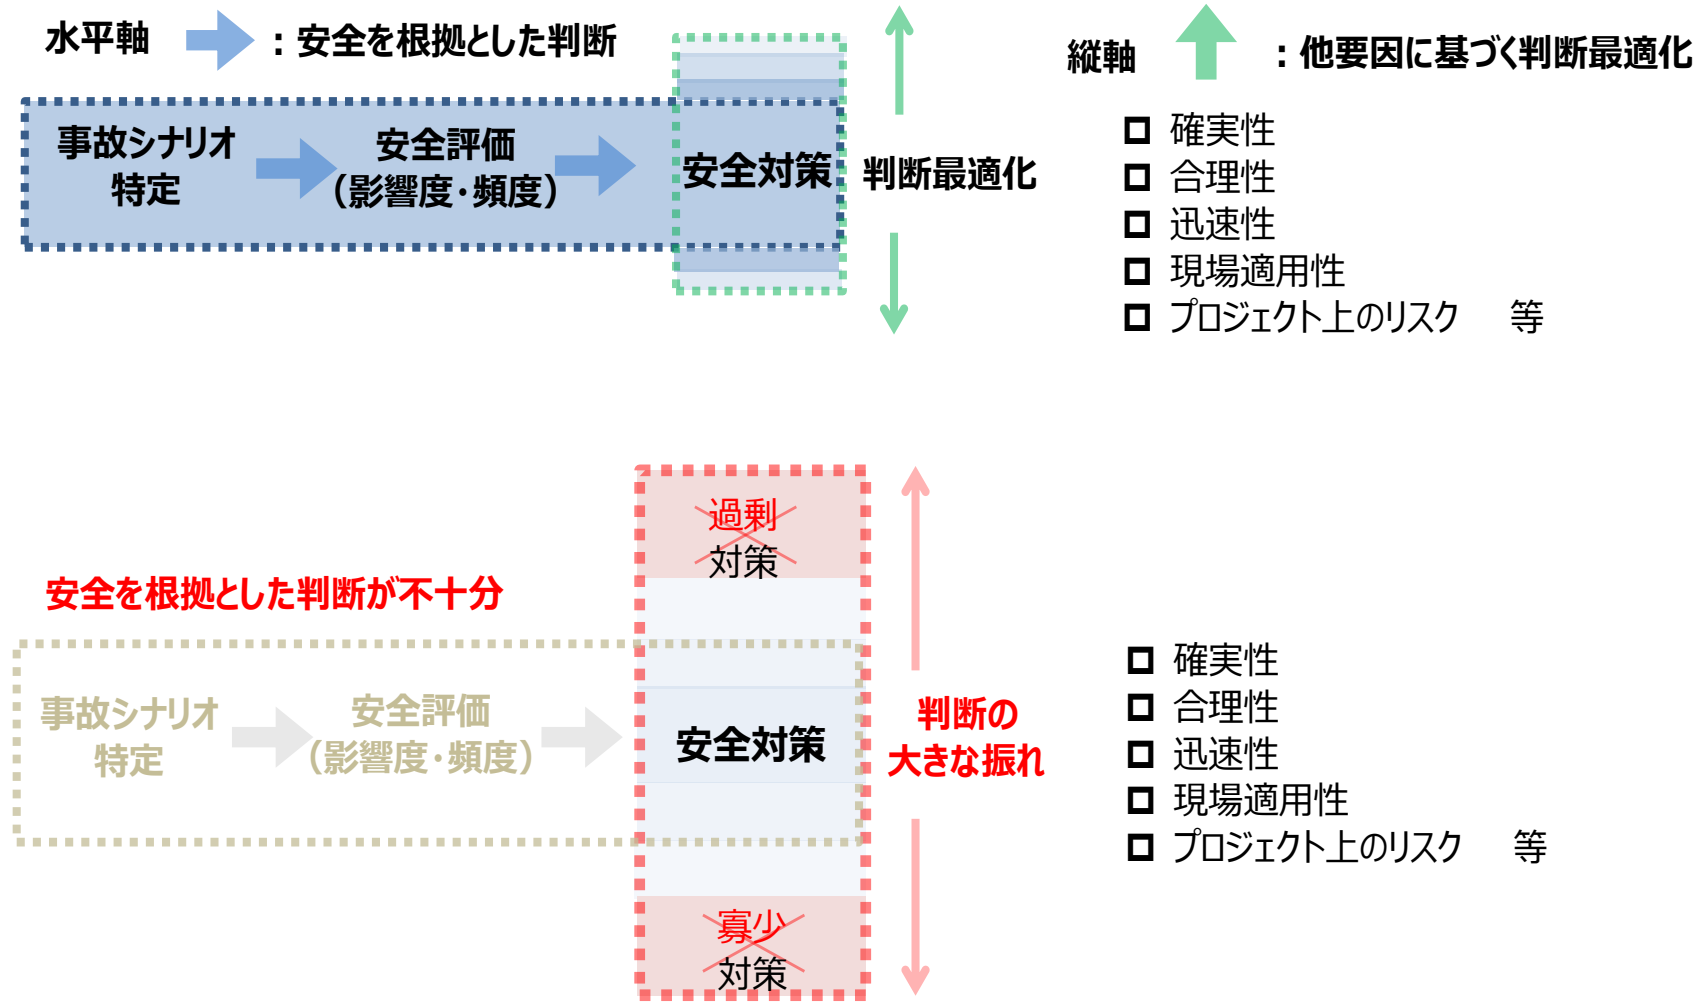 水平軸
：安全を根拠とした判断
縦軸
：他要因に基づく判断最適化
事故シナリオ
特定
安全評価
（影響度・頻度）
安全対策
判断最適化
確実性
合理性
迅速性
現場適用性
プロジェクト上のリスク　等
過剰
対策
安全を根拠とした判断が不十分
事故シナリオ
特定
安全評価
（影響度・頻度）
安全対策
判断の
大きな振れ
確実性
合理性
迅速性
現場適用性
プロジェクト上のリスク　等
寡少
対策